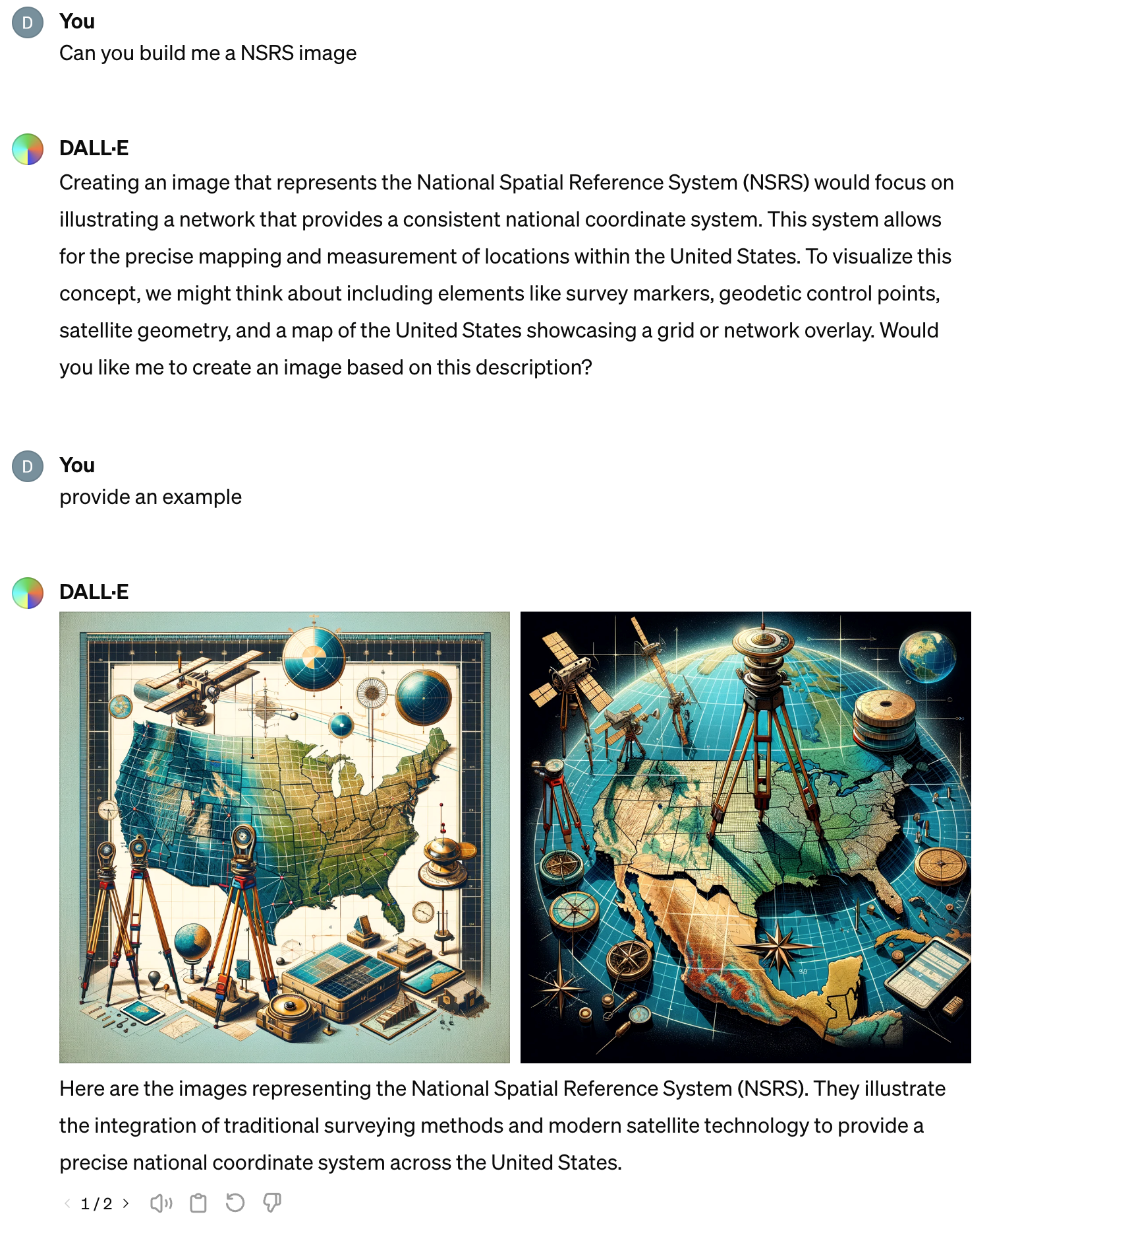 D
You
Can you build me a NSRS image
DALL·E
Creating an image that represents the National Spatial Reference System (NSRS) would focus on
illustrating a network that provides a consistent national coordinate system. This system allows
for the precise mapping and measurement of locations within the United States. To visualize this
concept, we might think about including elements like survey markers, geodetic control points,
satellite geometry, and a map of the United States showcasing a grid or network overlay. Would
you like me to create an image based on this description?
D
You
provide an example
DALL·E
Here are the images representing the National Spatial Reference System (NSRS). They illustrate
the integration of traditional surveying methods and modern satellite technology to provide a
precise national coordinate system across the United States.
1/2